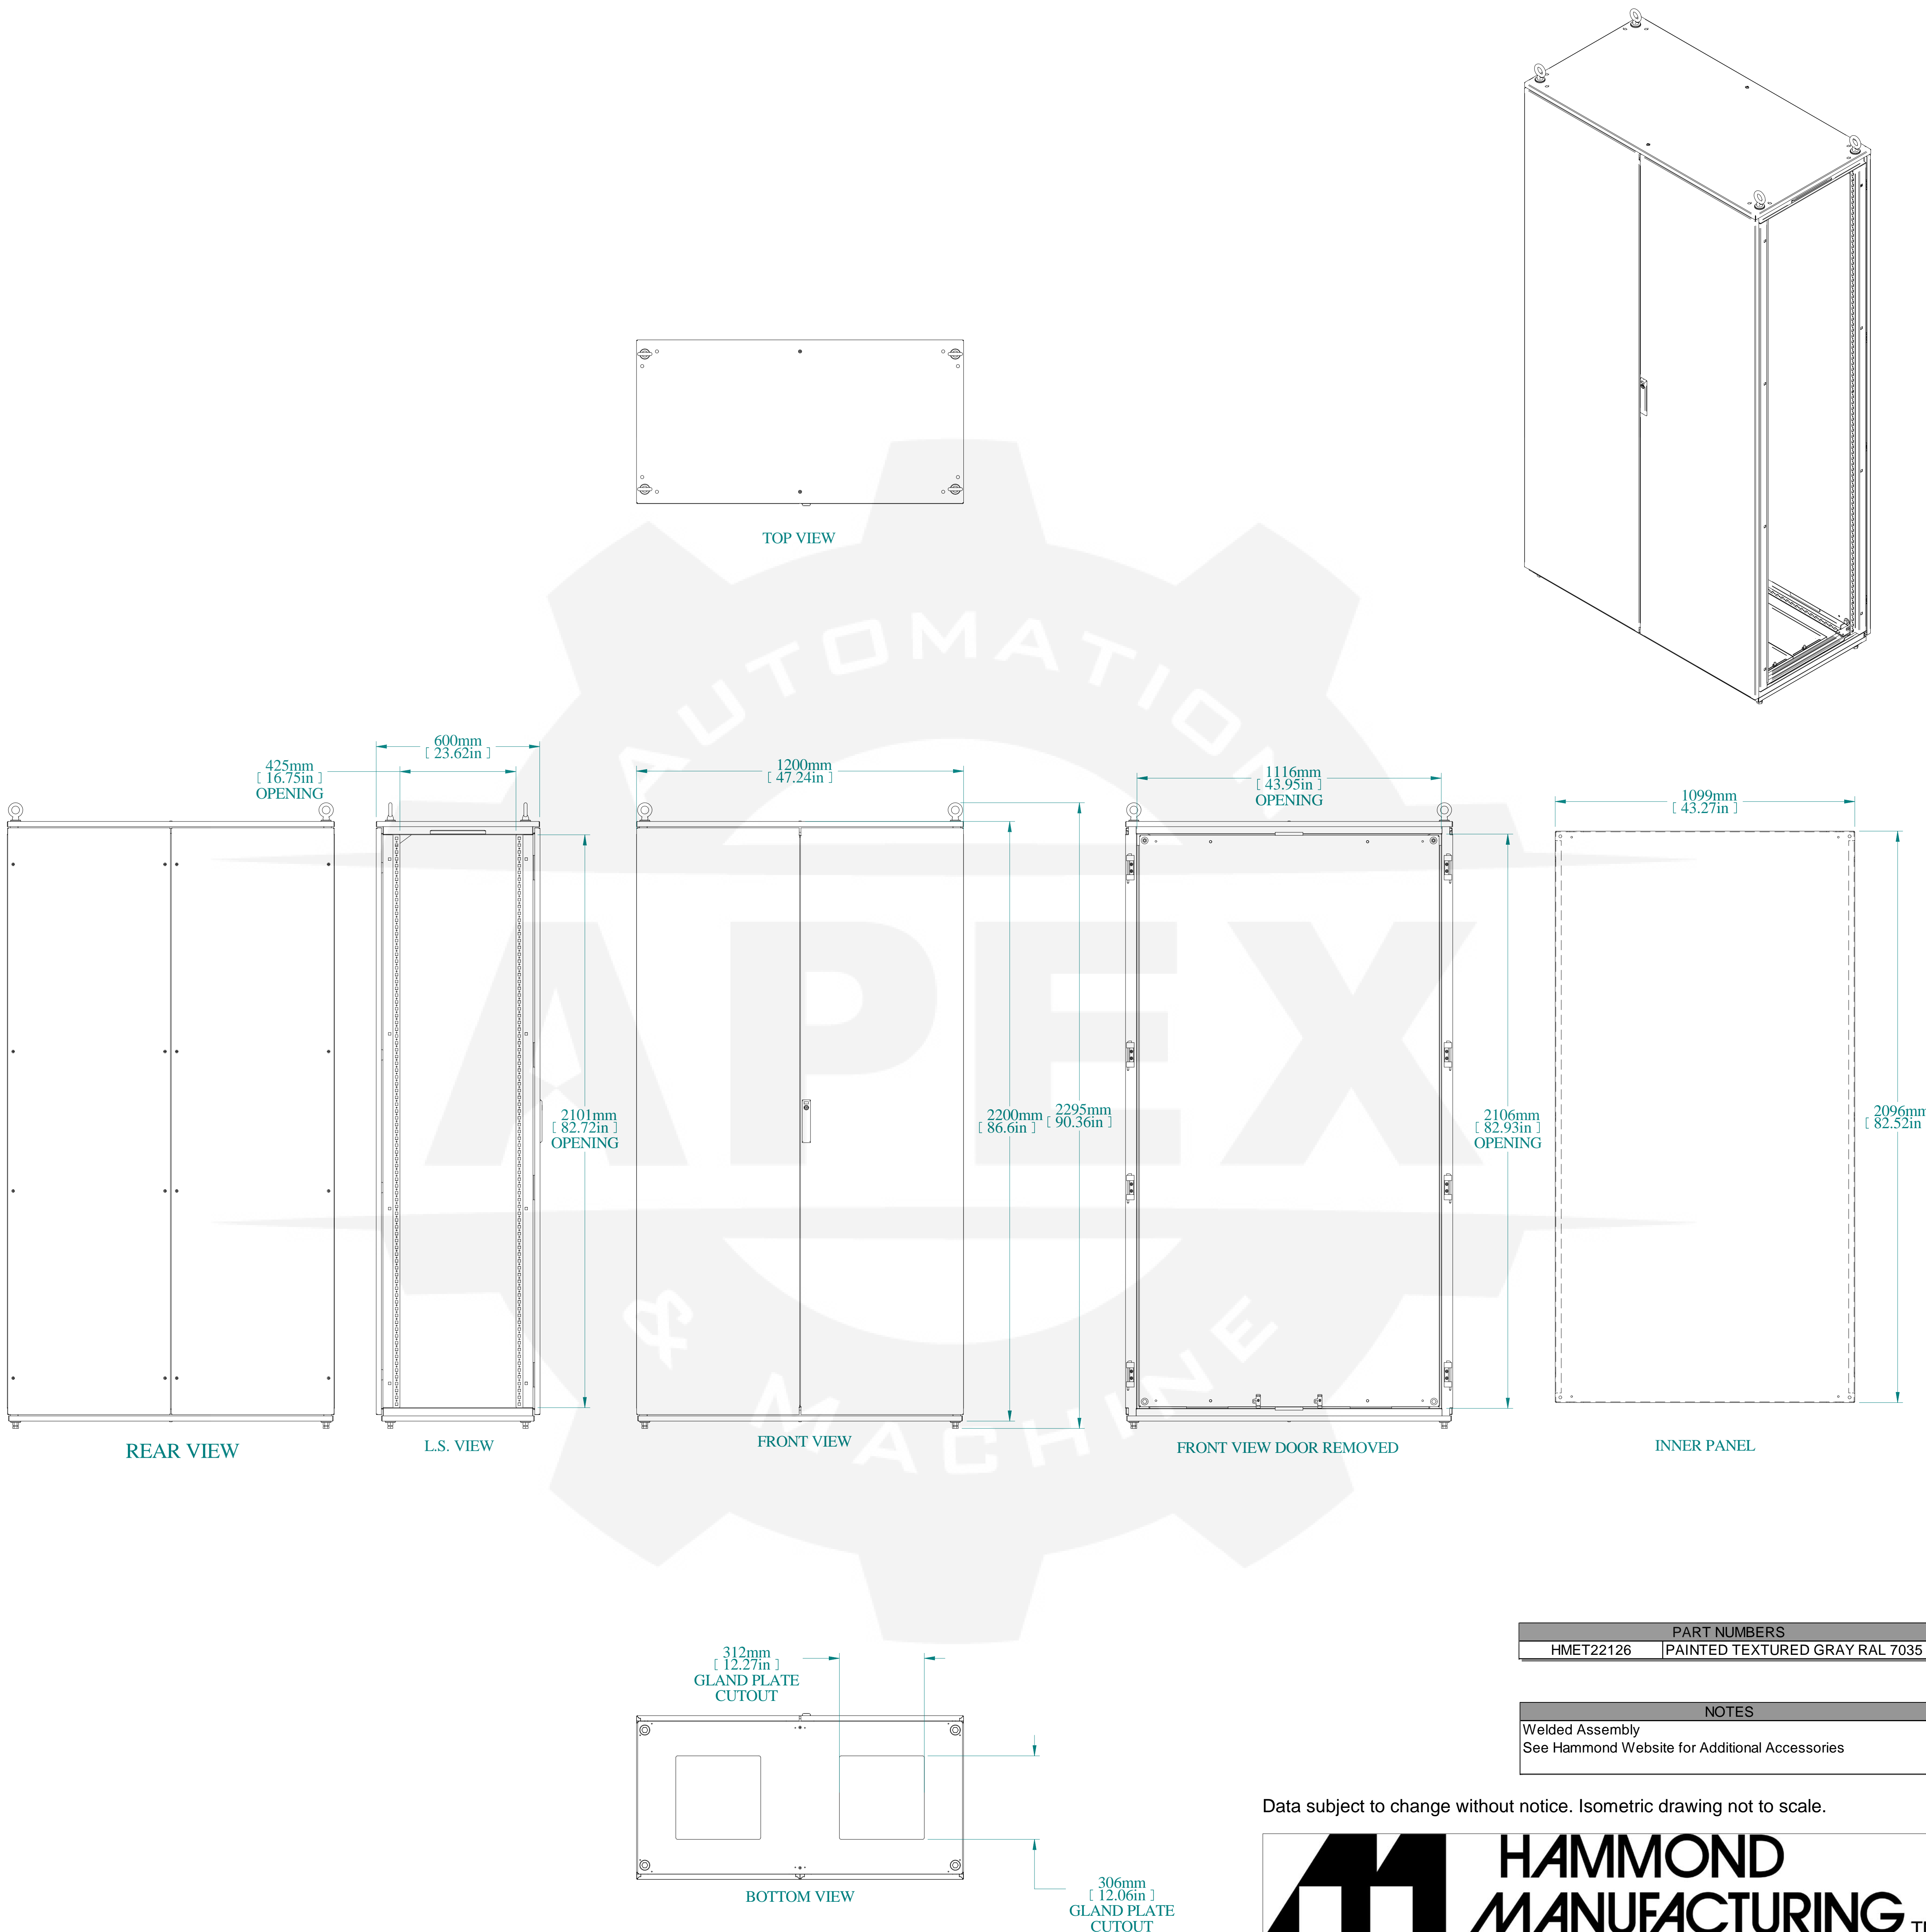 TOP VIEW
600mm
[ 23.62in ]
425mm
[ 16.75in ]
OPENING
1200mm
[ 47.24in ]
1116mm
[ 43.95in ]
OPENING
1099mm
[ 43.27in ]
2101mm
[ 82.72in ]
OPENING
2200mm
[ 86.6in ]
2295mm
[ 90.36in ]
2106mm
[ 82.93in ]
OPENING
2096mm
[ 82.52in
REAR VIEW
L.S. VIEW
FRONT VIEW
FRONT VIEW DOOR REMOVED
INNER PANEL
AUTOMATION
APEX
& MACHINE
312mm
[ 12.27in ]
GLAND PLATE
CUTOUT
BOTTOM VIEW
306mm
[ 12.06in ]
GLAND PLATE
CUTOUT
PART NUMBERS
HMET22126 PAINTED TEXTURED GRAY RAL 7035
NOTES
Welded Assembly
See Hammond Website for Additional Accessories
Data subject to change without notice. Isometric drawing not to scale.
HAMMOND
MANUFACTURING